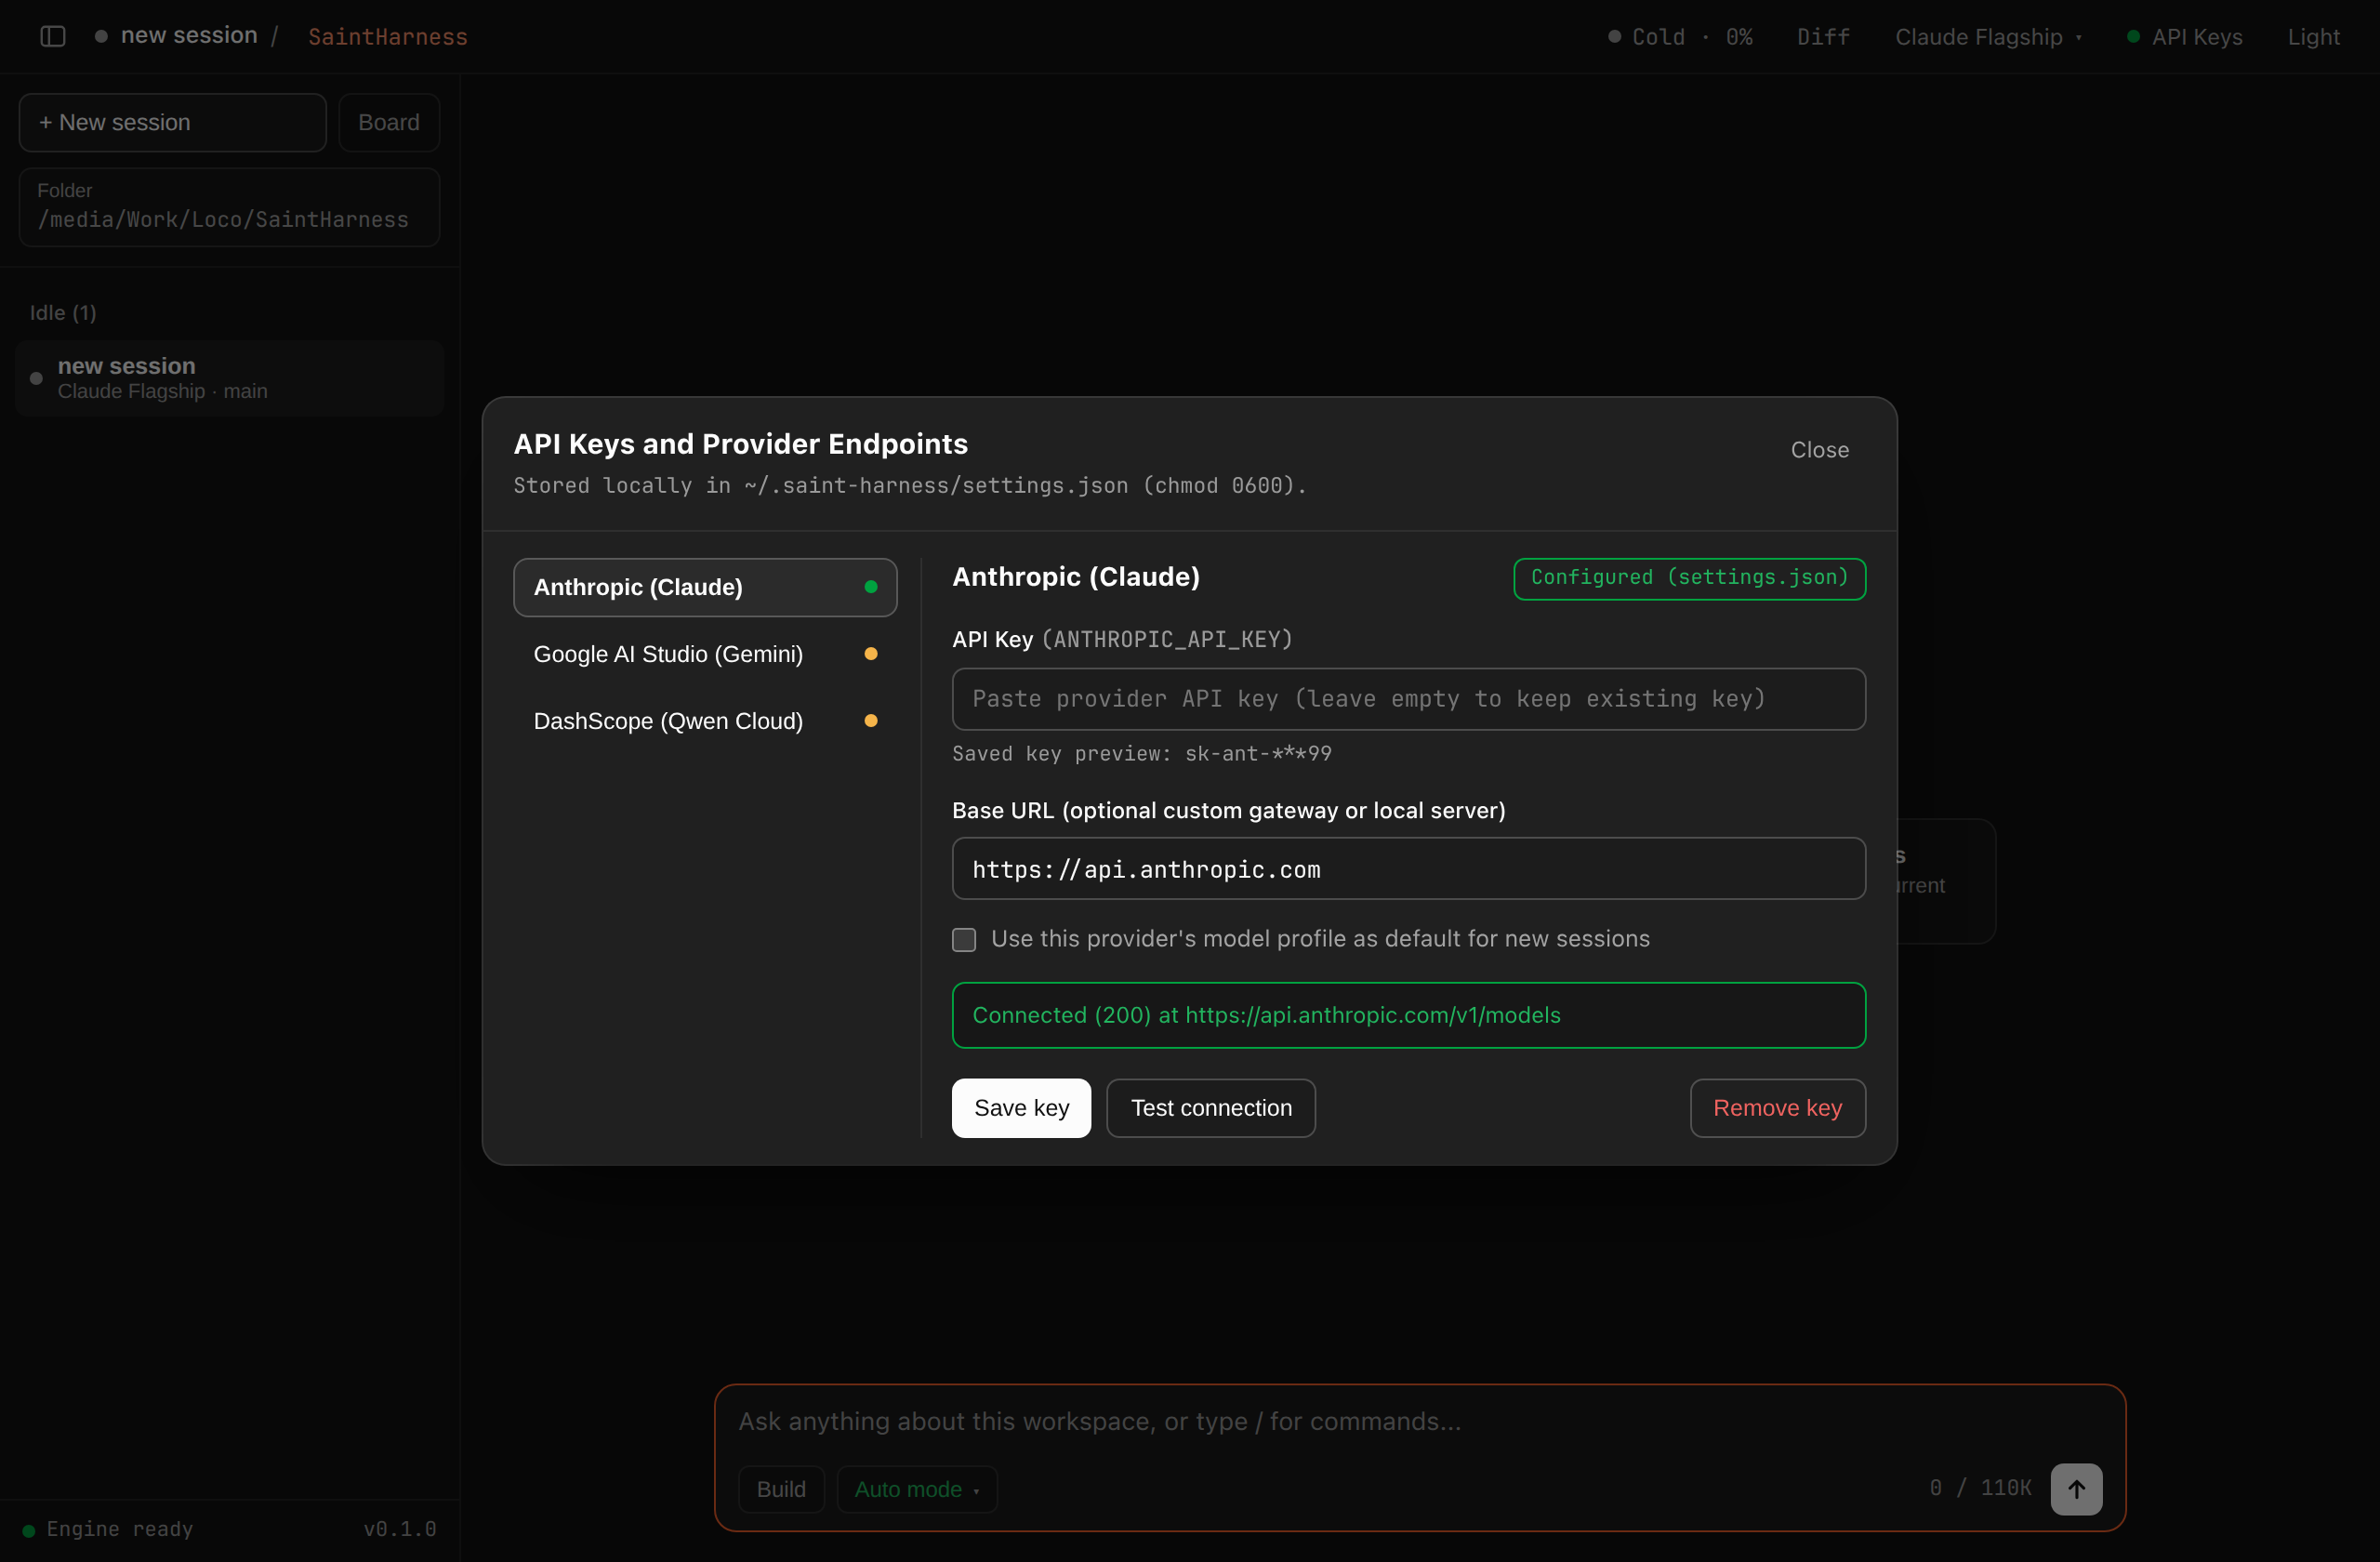 new session / SaintHarness
Cold · 0%
Diff
Claude Flagship
API Keys
Light
+ New session
Board
Folder
/media/Work/Loco/SaintHarness
Idle (1)
new session
Claude Flagship · main
API Keys and Provider Endpoints
Close
Stored locally in ~/.saint-harness/settings.json (chmod 0600).
Anthropic (Claude)
Google AI Studio (Gemini)
DashScope (Qwen Cloud)
Anthropic (Claude)
Configured (settings.json)
API Key (ANTHROPIC_API_KEY)
Paste provider API key (leave empty to keep existing key)
Saved key preview: sk-ant-***99
Base URL (optional custom gateway or local server)
https://api.anthropic.com
Use this provider's model profile as default for new sessions
Connected (200) at https://api.anthropic.com/v1/models
Save key
Test connection
Remove key
Ask anything about this workspace, or type / for commands...
Build
Auto mode
0 / 110K
Engine ready
v0.1.0